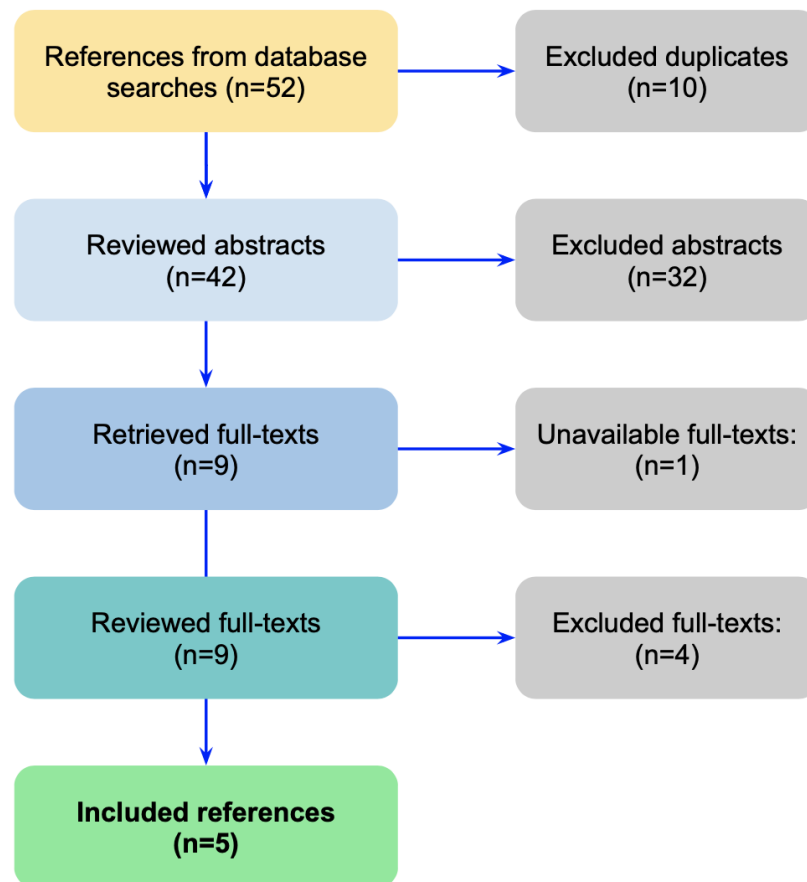 References from database
searches (n=52)
Excluded duplicates
(n=10)
Reviewed abstracts
(n=42)
Excluded abstracts
(n=32)
Retrieved full-texts
(n=9)
Unavailable full-texts:
(n=1)
Reviewed full-texts
(n=9)
Excluded full-texts:
(n=4)
Included references
(n=5)